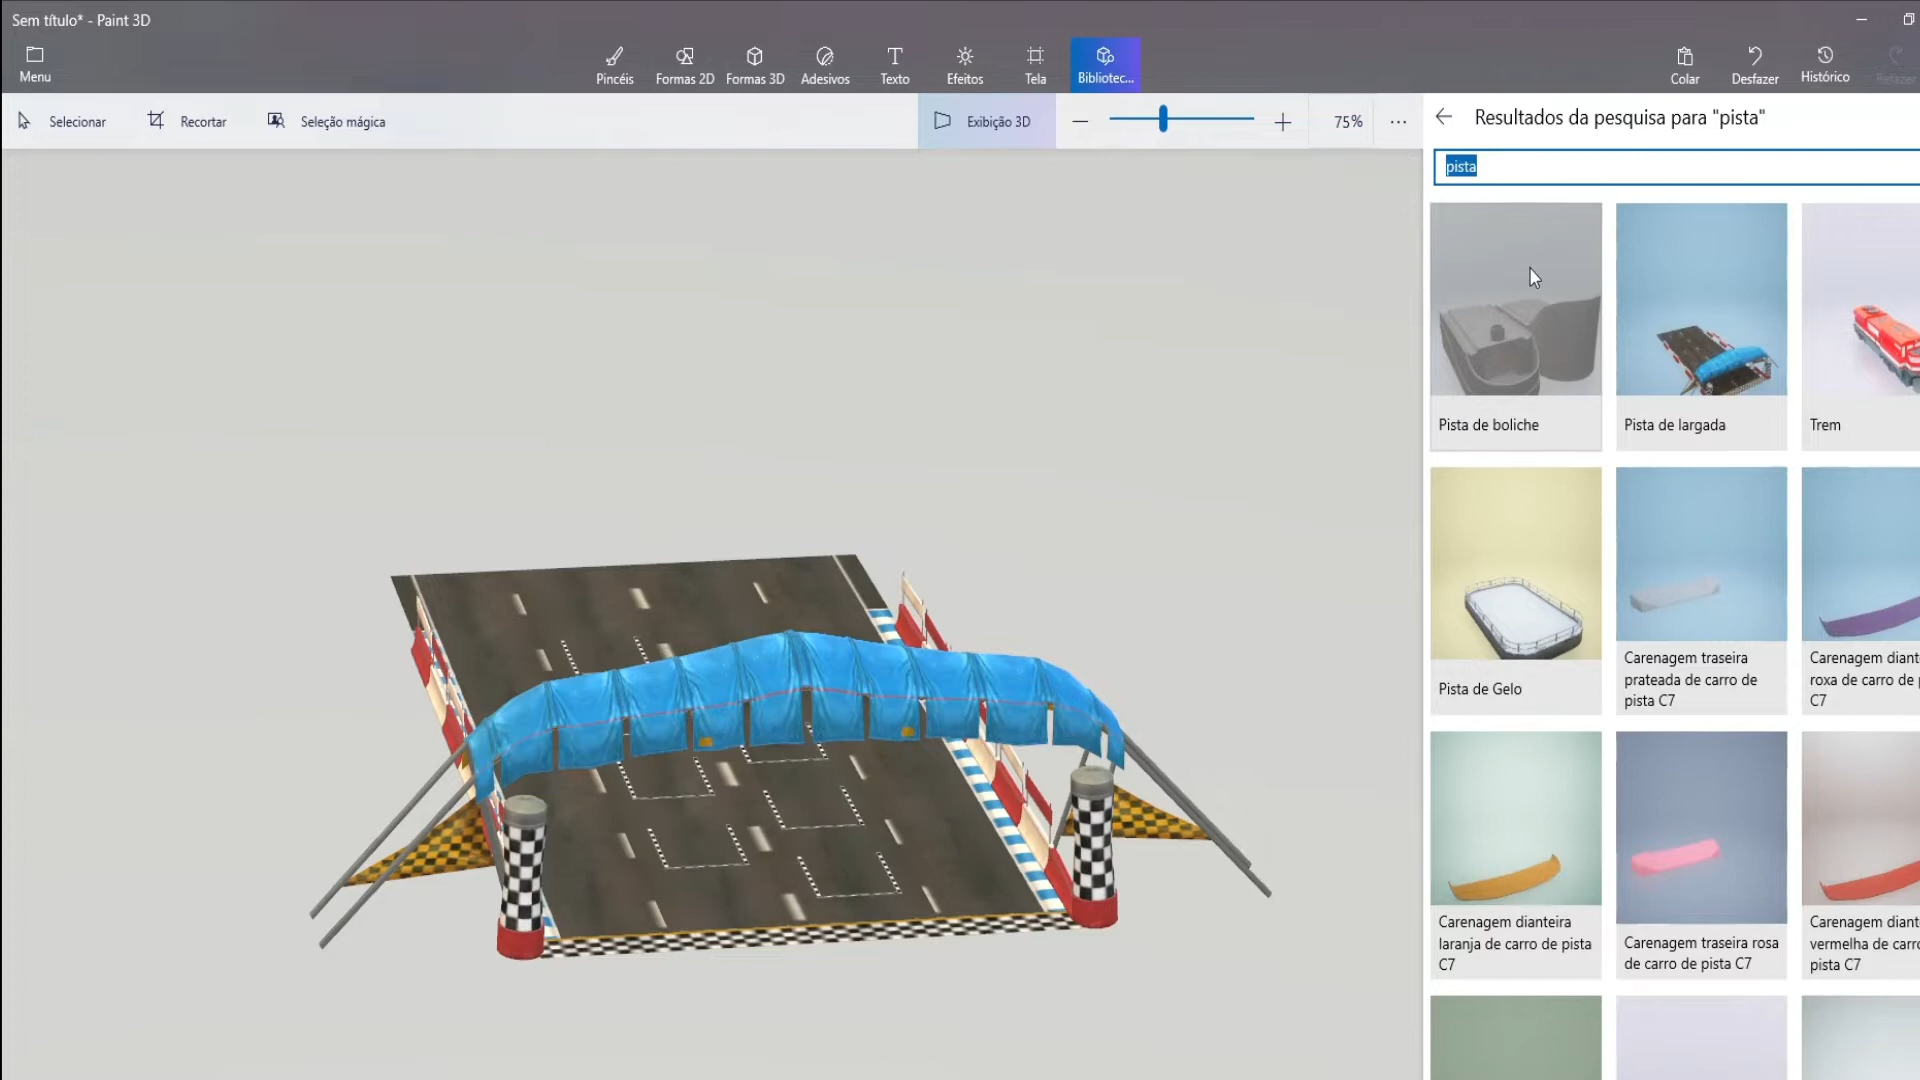 Sem título* - Paint 3D
Menu
Pincéis
Formas 2D
Formas 3D
Adesivos
Texto
Efeitos
Tela
Bibliotec...
Colar
Desfazer
Histórico
Refazer
Selecionar
Recortar
Seleção mágica
Exibição 3D
75%
Resultados da pesquisa para "pista"
pista
Pista de boliche
Pista de largada
Trem
Pista de Gelo
Carenagem traseira
prateada de carro de
pista C7
Carenagem diant
roxa de carro de p
C7
Carenagem dianteira
laranja de carro de pista
C7
Carenagem traseira rosa
de carro de pista C7
Carenagem diant
vermelha de carro
pista C7